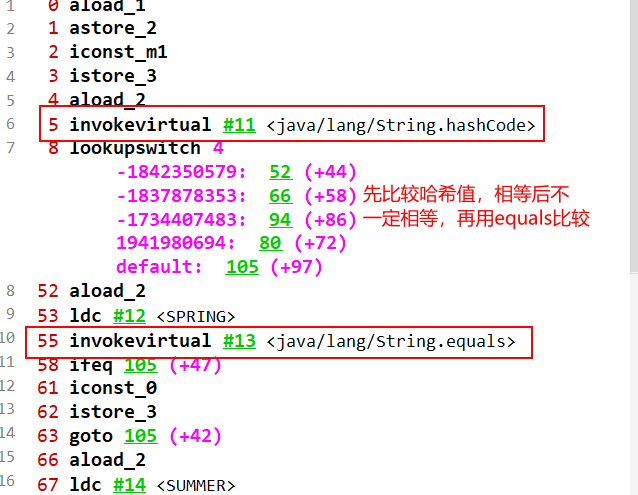 1 0 aload_1
2 1 astore_2
3 2 iconst_m1
4 3 istore_3
5 4 aload_2
6 5 invokevirtual #11 <java/lang/String.hashCode>
7 8 lookupswitch 4
-1842350579: 52 (+44)
-1837878353: 66 (+58) 先比较哈希值，相等后不
-1734407483: 94 (+86) 一定相等，再用equals比较
1941980694: 80 (+72)
default: 105 (+97)
8 52 aload_2
9 53 ldc #12 <SPRING>
10 55 invokevirtual #13 <java/lang/String.equals>
11 58 ifeq 105 (+47)
12 61 iconst_0
13 62 istore_3
14 63 goto 105 (+42)
15 66 aload_2
16 67 ldc #14 <SUMMER>